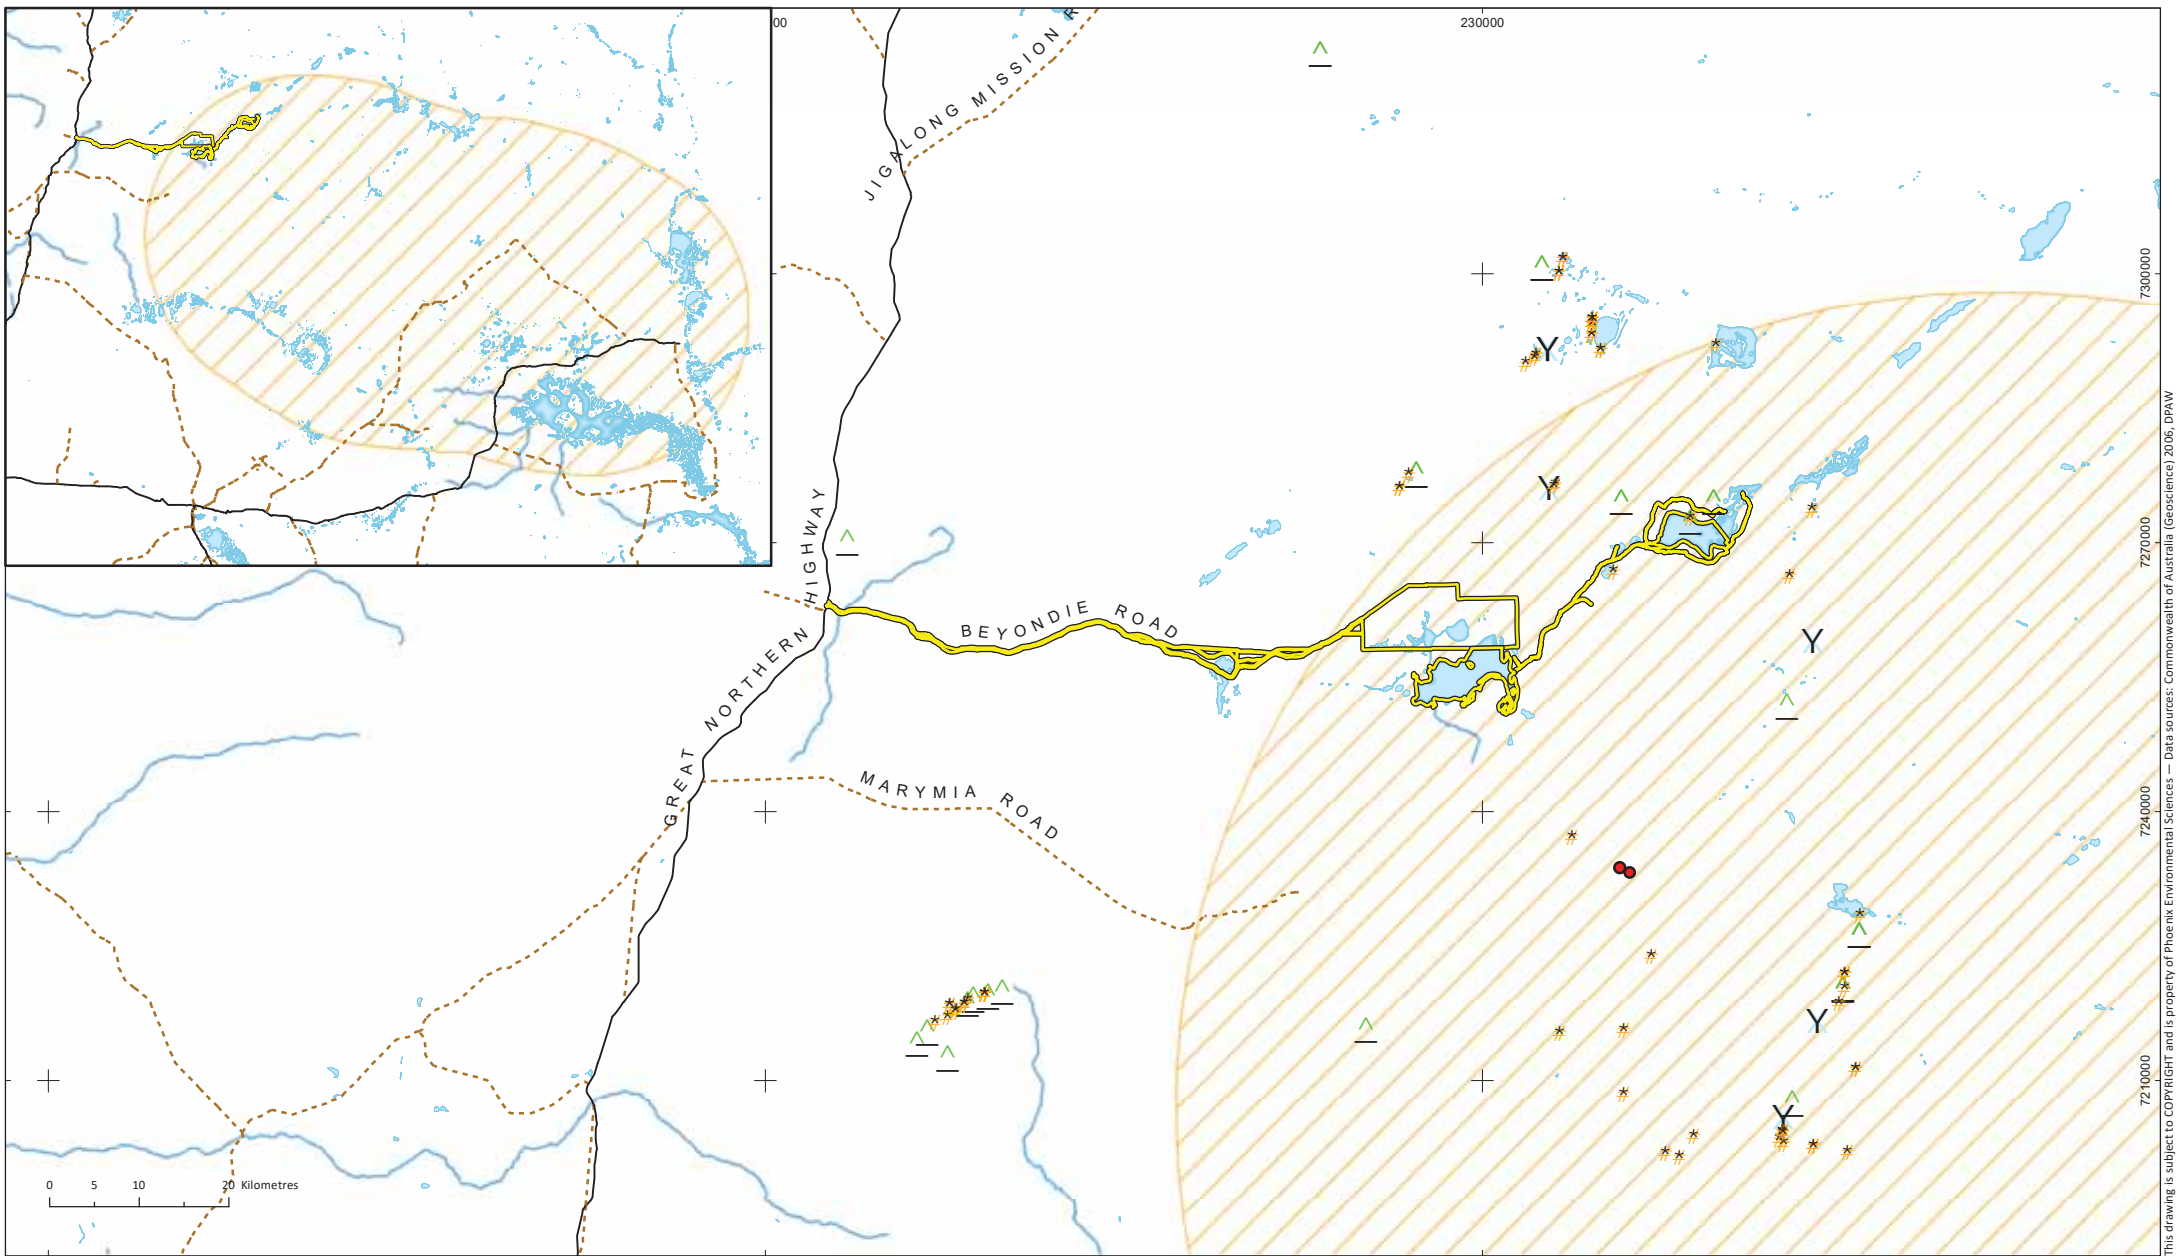 00
230000
JIGALONG MISSION R
7300000
HIGHWAY
7270000
BEYONDIE ROAD
GREAT NORTHERN
MARYMIA ROAD
7240000
7210000
0 5 10 20 Kilometres
This drawing is subject to COPYRIGHT and is property of Phoenix Environmental Sciences — Data sources: Commonwealth of Australia (Geoscience) 2006, DPAW